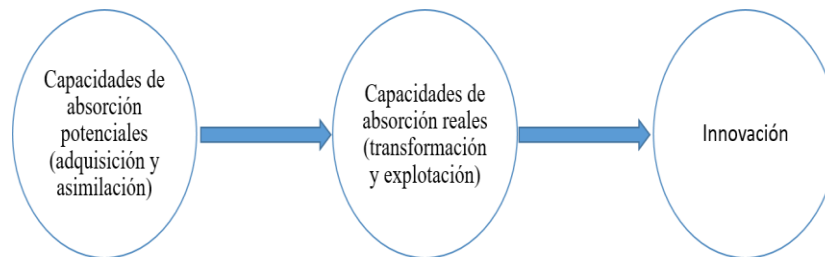 Capacidades de
absorción
potenciales
(adquisición y
asimilación)
Capacidades de
absorción reales
(transformación
y explotación)
Innovación